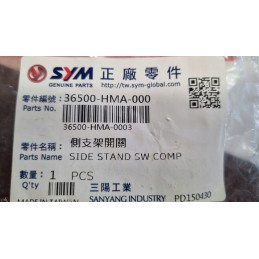 SYM 正廠零件
GENUINE PARTS http://tw.sym-global.com
零件編號: 36500-HMA-000
Parts No.
36500-HMA-0003
零件名稱: 側支架開關
Parts Name SIDE STAND SW COMP
數量: 1 PCS
Q'ty 三陽工業
MADE IN TAIWAN SANYANG INDUSTRY PD150430